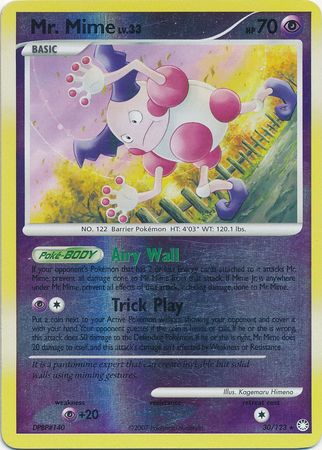 Mr. Mime LV.33 HP 70
BASIC
NO. 122 Barrier Pokémon HT: 4'03" WT: 120.1 lbs.
Poké-BODY Airy Wall
If your opponent's Pokémon that has 2 or less Energy cards attached to it attacks Mr.
Mime, prevent all damage done to Mr. Mime from that attack. If Mime Jr. is anywhere
under Mr. Mime, prevent all effects of that attack, including damage, done to Mr. Mime.
Trick Play
Put a coin next to your Active Pokémon without showing your opponent and cover it
with your hand. Your opponent guesses if the coin is heads or tails. If he or she is wrong,
this attack does 50 damage to the Defending Pokémon. If he or she is right, Mr. Mime does
20 damage to itself, and this attack's damage isn't affected by Weakness or Resistance.
It is a pantomime expert that can create invisible but solid
walls using miming gestures.
Illus. Kagemaru Himeno
weakness resistance retreat cost
+20
DPBP#140 ©2007 Pokémon 30/123